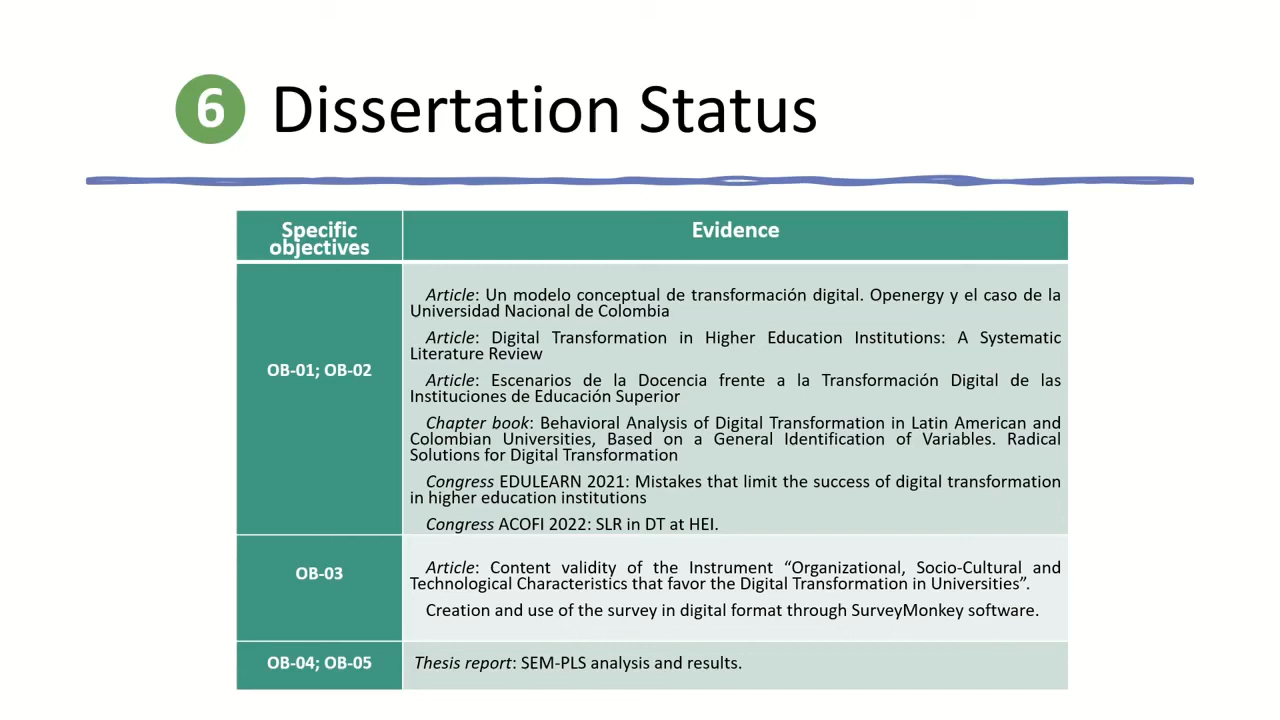 6 Dissertation Status
Specific
objectives
Evidence
OB-01; OB-02
Article: Un modelo conceptual de transformación digital. Openergy y el caso de la
Universidad Nacional de Colombia
Article: Digital Transformation in Higher Education Institutions: A Systematic
Literature Review
Article: Escenarios de la Docencia frente a la Transformación Digital de las
Instituciones de Educación Superior
Chapter book: Behavioral Analysis of Digital Transformation in Latin American and
Colombian Universities, Based on a General Identification of Variables. Radical
Solutions for Digital Transformation
Congress EDULEARN 2021: Mistakes that limit the success of digital transformation
in higher education institutions
Congress ACOFI 2022: SLR in DT at HEI.
OB-03
Article: Content validity of the Instrument “Organizational, Socio-Cultural and
Technological Characteristics that favor the Digital Transformation in Universities”.
Creation and use of the survey in digital format through SurveyMonkey software.
OB-04; OB-05
Thesis report: SEM-PLS analysis and results.